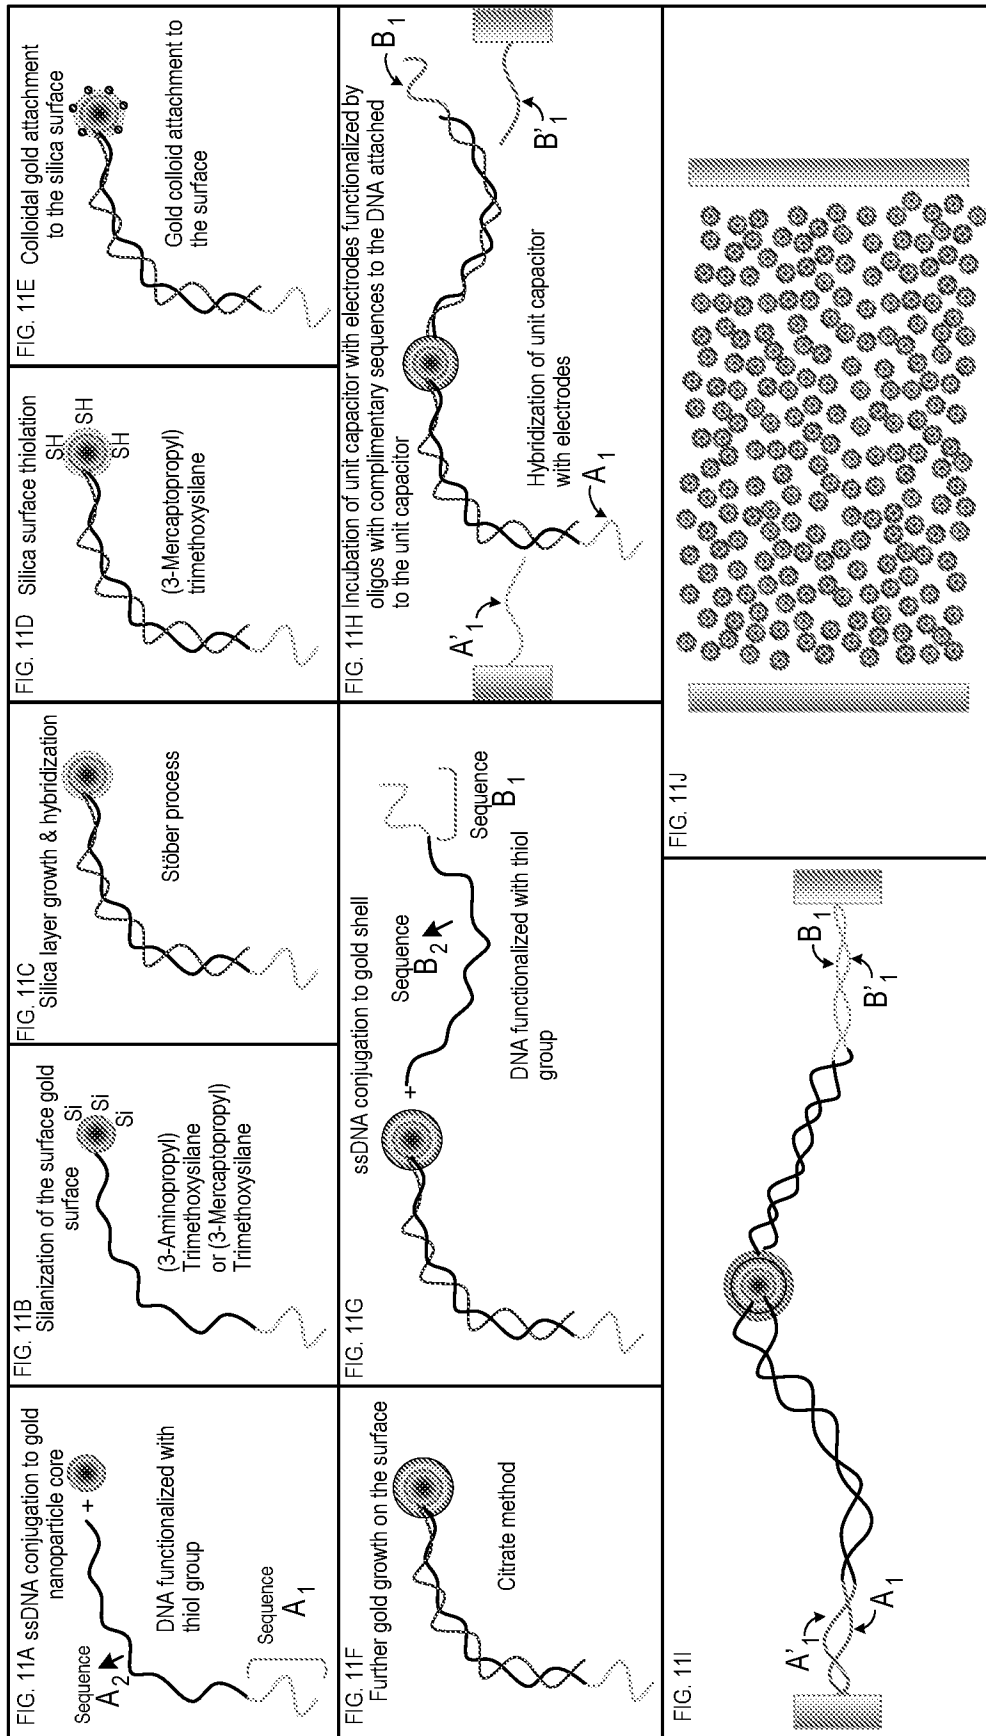 FIG. 11A ssDNA conjugation to gold
nanoparticle core
Sequence
A2
+
DNA functionalized with
thiol group
Sequence
A1
FIG. 11B
Silanization of the surface gold
surface
Si
Si
Si
(3-Aminopropyl)
Trimethoxysilane
or (3-Mercaptopropyl)
Trimethoxysilane
FIG. 11C
Silica layer growth & hybridization
Stöber process
FIG. 11D Silica surface thiolation
SH
SH
SH
(3-Mercaptopropyl)
trimethoxysilane
FIG. 11E Colloidal gold attachment
to the silica surface
Gold colloid attachment to
the surface
FIG. 11F
Further gold growth on the surface
Citrate method
FIG. 11G
ssDNA conjugation to gold shell
+
Sequence
B2
Sequence
B1
DNA functionalized with thiol
group
FIG. 11H Incubation of unit capacitor with electrodes functionalized by
oligos with complimentary sequences to the DNA attached
to the unit capacitor
B1
A'1
B'1
A1
Hybridization of unit capacitor
with electrodes
FIG. 11I
A'1
A1
B1
B'1
FIG. 11J